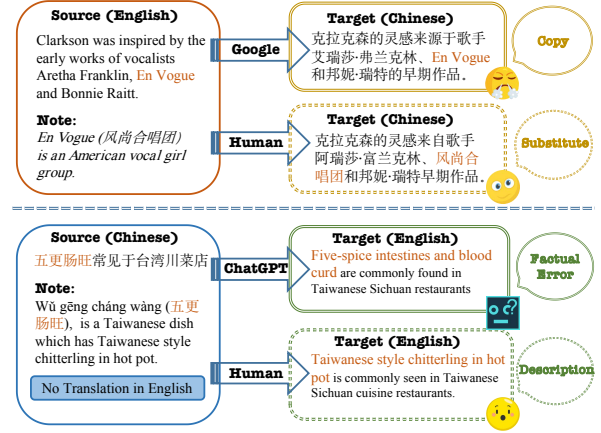 Source (English)
Clarkson was inspired by the
early works of vocalists
Aretha Franklin, En Vogue
and Bonnie Raitt.
Note:
En Vogue (风尚合唱团)
is an American vocal girl
group.
Google
Target (Chinese)
克拉克森的灵感来源于歌手
艾瑞莎·弗兰克林、En Vogue
和邦妮·瑞特的早期作品。
Copy
Human
Target (Chinese)
克拉克森的灵感来自歌手
阿瑞莎·富兰克林、风尚合
唱团和邦妮·瑞特早期作品。
Substitute
Source (Chinese)
五更肠旺常见于台湾川菜店
Note:
Wǔ gēng cháng wàng (五更
肠旺), is a Taiwanese dish
which has Taiwanese style
chitterling in hot pot.
No Translation in English
ChatGPT
Target (English)
Five-spice intestines and blood
curd are commonly found in
Taiwanese Sichuan restaurants
Factual
Error
Human
Target (English)
Taiwanese style chitterling in hot
pot is commonly seen in Taiwanese
Sichuan cuisine restaurants.
Description